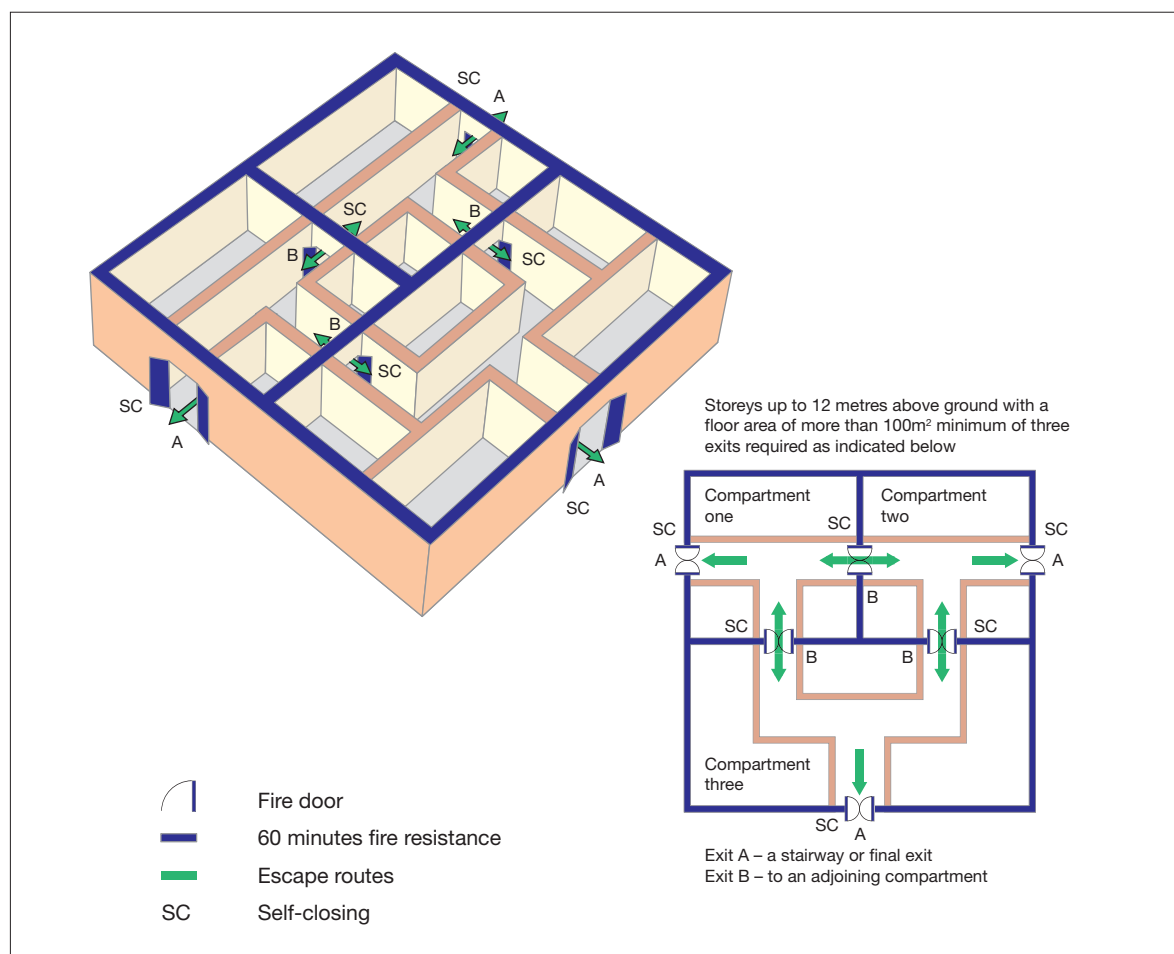 SC
A
B
SC
SC
B
B
SC
SC
A
A
SC
Storeys up to 12 metres above ground with a
floor area of more than 100m² minimum of three
exits required as indicated below
Compartment
one
Compartment
two
SC
SC
SC
A
A
B
SC
SC
B
B
Compartment
three
SC
A
Exit A – a stairway or final exit
Exit B – to an adjoining compartment
Fire door
60 minutes fire resistance
Escape routes
SC
Self-closing